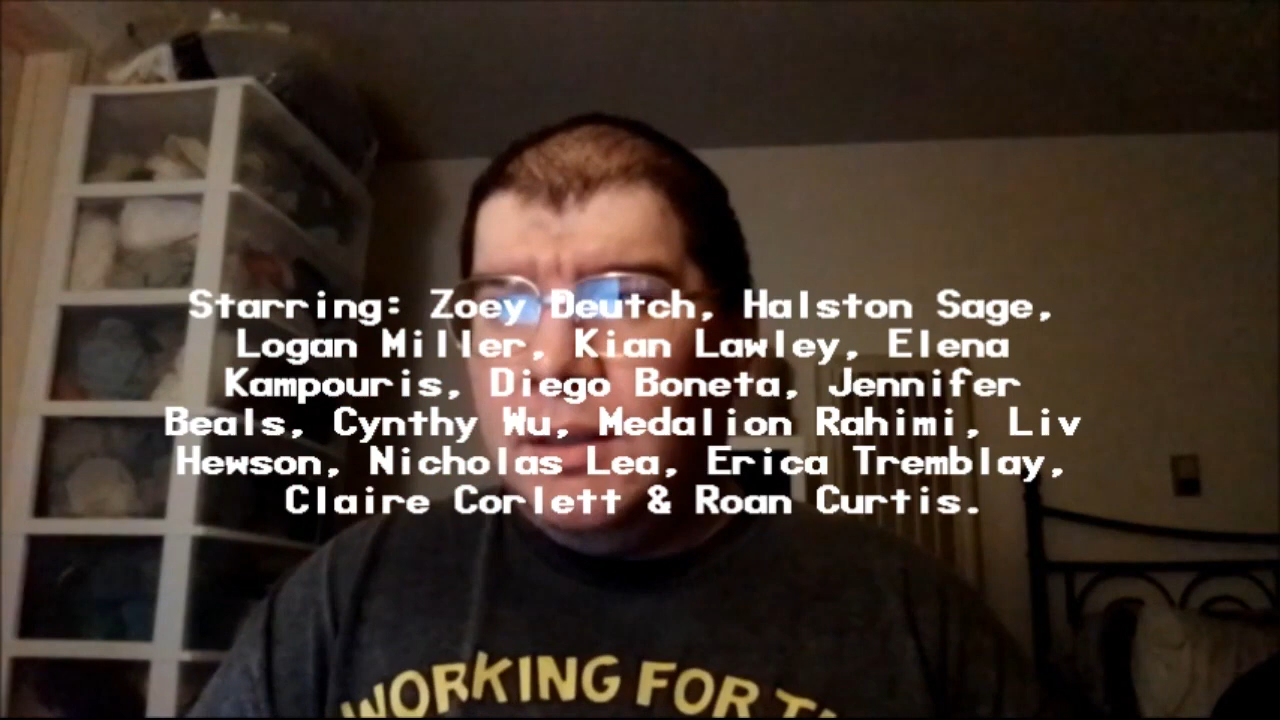 Starring: Zoey Deutch, Halston Sage,
Logan Miller, Kian Lawley, Elena
Kampouris, Diego Boneta, Jennifer
Beals, Cynthy Wu, Medalion Rahimi, Liv
Hewson, Nicholas Lea, Erica Tremblay,
Claire Corlett & Roan Curtis.
WORKING FOR